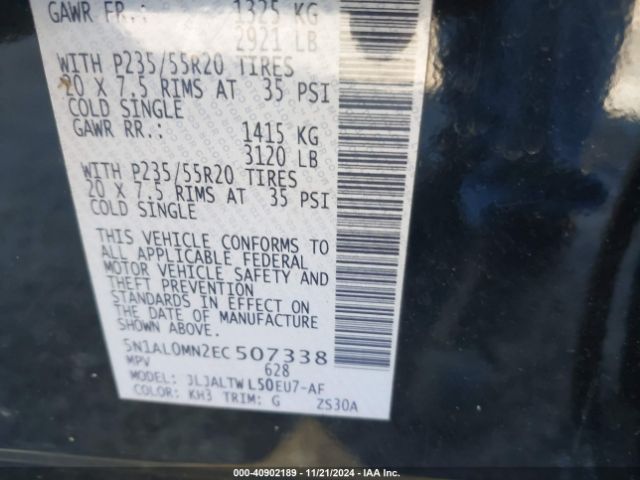 GAWR FR.: 1325 KG
2921 LB
WITH P235/55R20 TIRES
20 X 7.5 RIMS AT 35 PSI
COLD SINGLE
GAWR RR.: 1415 KG
3120 LB
WITH P235/55R20 TIRES
20 X 7.5 RIMS AT 35 PSI
COLD SINGLE
THIS VEHICLE CONFORMS TO
ALL APPLICABLE FEDERAL
MOTOR VEHICLE SAFETY AND
THEFT PREVENTION
STANDARDS IN EFFECT ON
THE DATE OF MANUFACTURE
SHOWN ABOVE.
5N1AL0MN2EC507338
MPV 628
MODEL: JLJALTWL50EU7-AF
COLOR: KH3 TRIM: G ZS30A
000-40902189 - 11/21/2024 - IAA Inc.